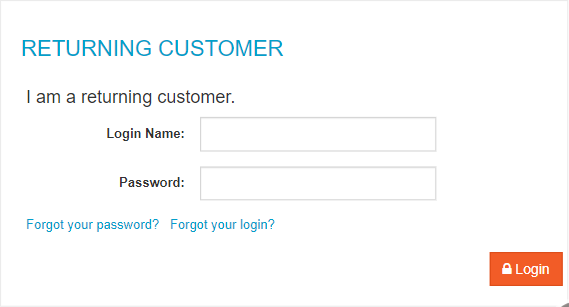 RETURNING CUSTOMER
I am a returning customer.
Login Name:
Password:
Forgot your password? Forgot your login?
Login